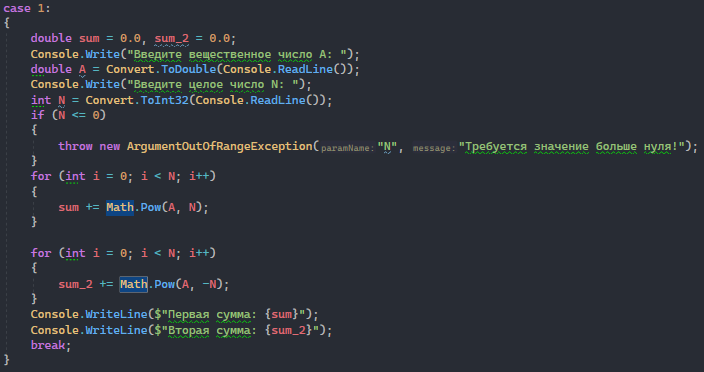 case 1:
{
double sum = 0.0, sum_2 = 0.0;
Console.Write("Введите вещественное число A: ");
double A = Convert.ToDouble(Console.ReadLine());
Console.Write("Введите целое число N: ");
int N = Convert.ToInt32(Console.ReadLine());
if (N <= 0)
{
throw new ArgumentOutOfRangeException(paramName: "N", message: "Требуется значение больше нуля!");
}
for (int i = 0; i < N; i++)
{
sum += Math.Pow(A, N);
}
for (int i = 0; i < N; i++)
{
sum_2 += Math.Pow(A, -N);
}
Console.WriteLine($"Первая сумма: {sum}");
Console.WriteLine($"Вторая сумма: {sum_2}");
break;
}